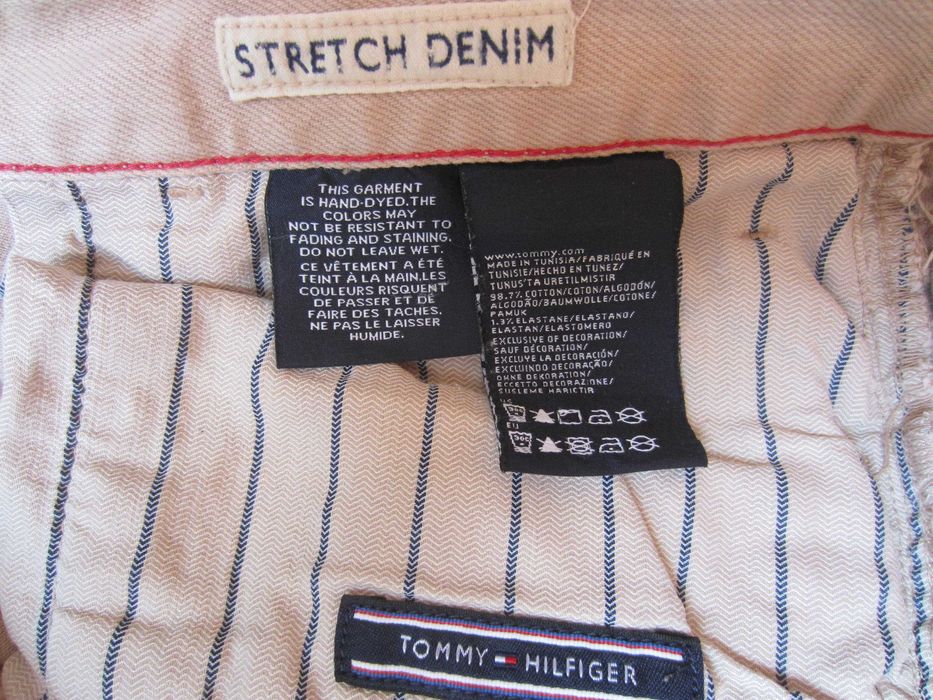 STRETCH DENIM
THIS GARMENT
IS HAND-DYED.THE
COLORS MAY
NOT BE RESISTANT TO
FADING AND STAINING.
DO NOT LEAVE WET.
CE VÊTEMENT A ÉTÉ
TEINT À LA MAIN.LES
COULEURS RISQUENT
DE PASSER ET DE
FAIRE DES TACHES.
NE PAS LE LAISSER
HUMIDE.
www.tommy.com
MADE IN TUNISIA/FABRIQUÉ EN
TUNISIE/HECHO EN TUNEZ/
TUNUS'TA ÜRETILMISTIR
98.7% COTTON/COTON/ALGODÓN/
ALGODÃO/BAUMWOLLE/COTONE/
PAMUK
1.3% ELASTANE/ELASTANO/
ELASTAN/ELASTOMERO
EXCLUSIVE OF DECORATION/
SAUF DÉCORATION/
EXCLUYE LA DECORACIÓN/
EXCLUINDO DECORAÇÃO/
OHNE DEKORATION/
ECCETTO DECORAZIONE/
SUSLEME HARICTIR
US
EU
TOMMY HILFIGER